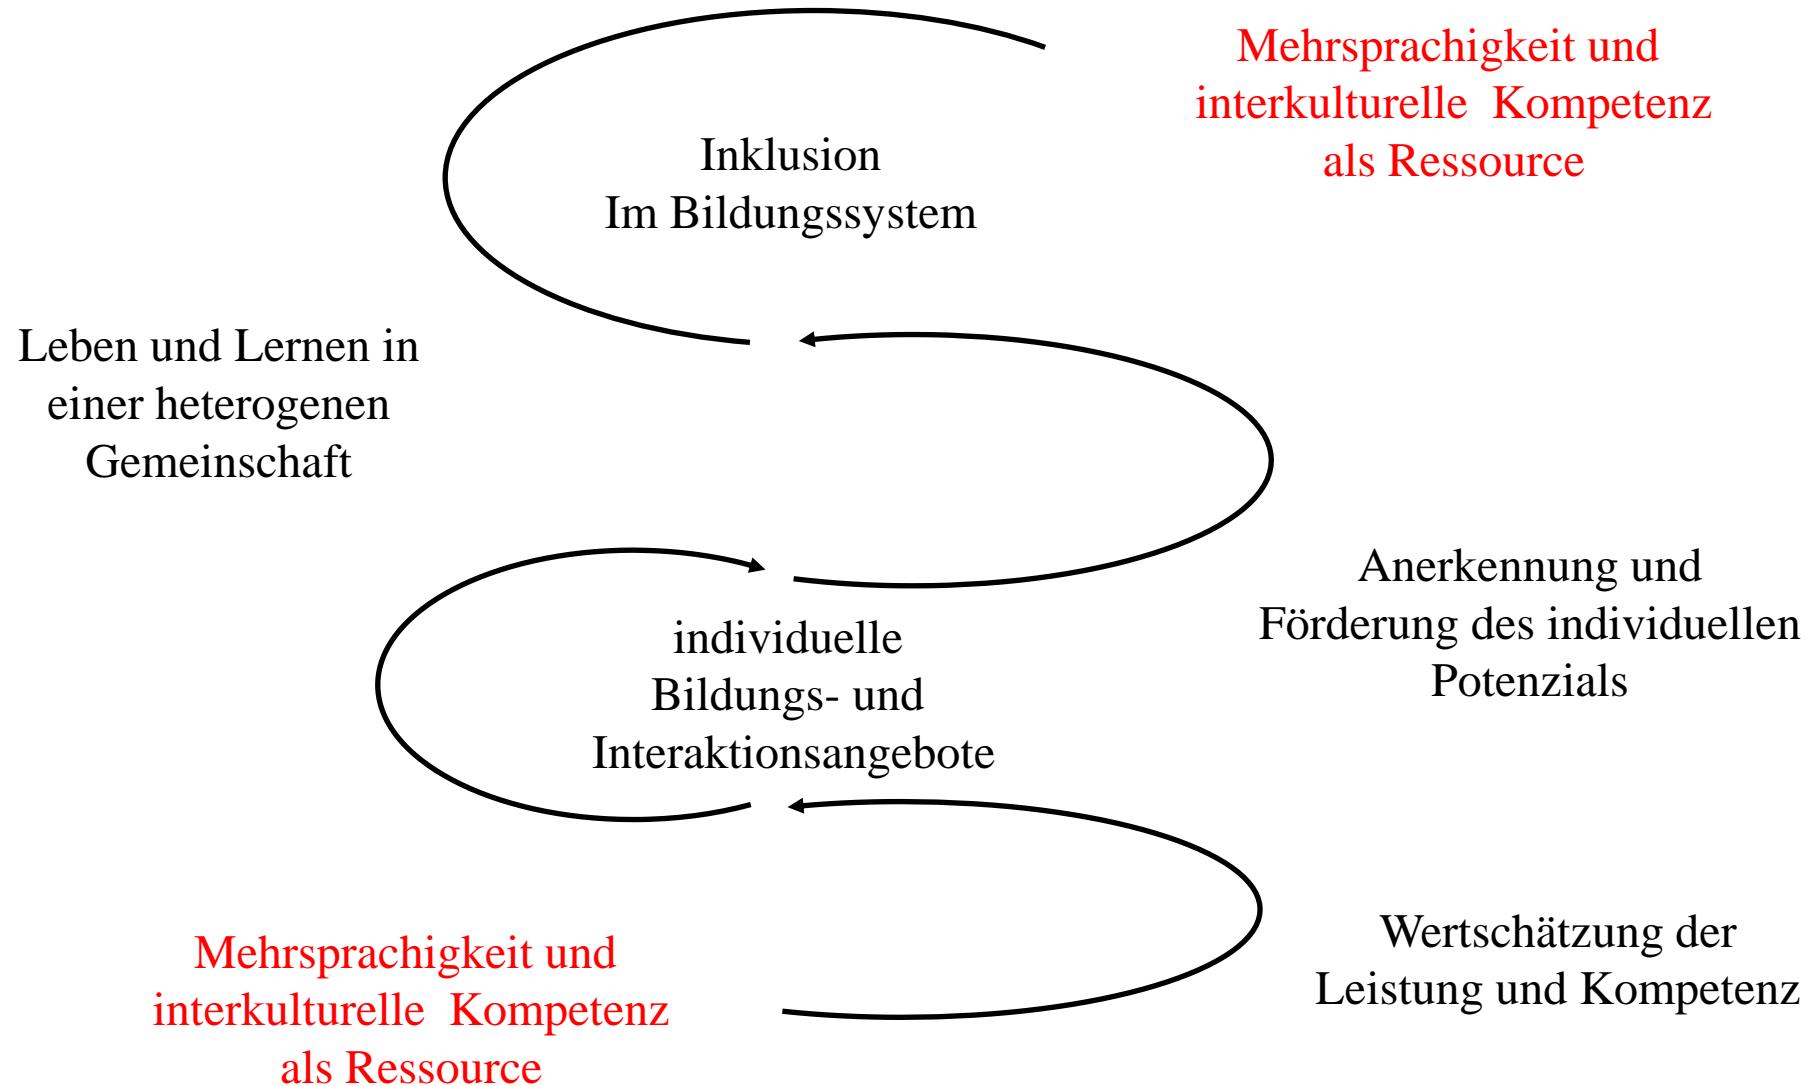 Mehrsprachigkeit und
interkulturelle Kompetenz
als Ressource
Inklusion
Im Bildungssystem
Leben und Lernen in
einer heterogenen
Gemeinschaft
Anerkennung und
Förderung des individuellen
Potenzials
individuelle
Bildungs- und
Interaktionsangebote
Wertschätzung der
Leistung und Kompetenz
Mehrsprachigkeit und
interkulturelle Kompetenz
als Ressource